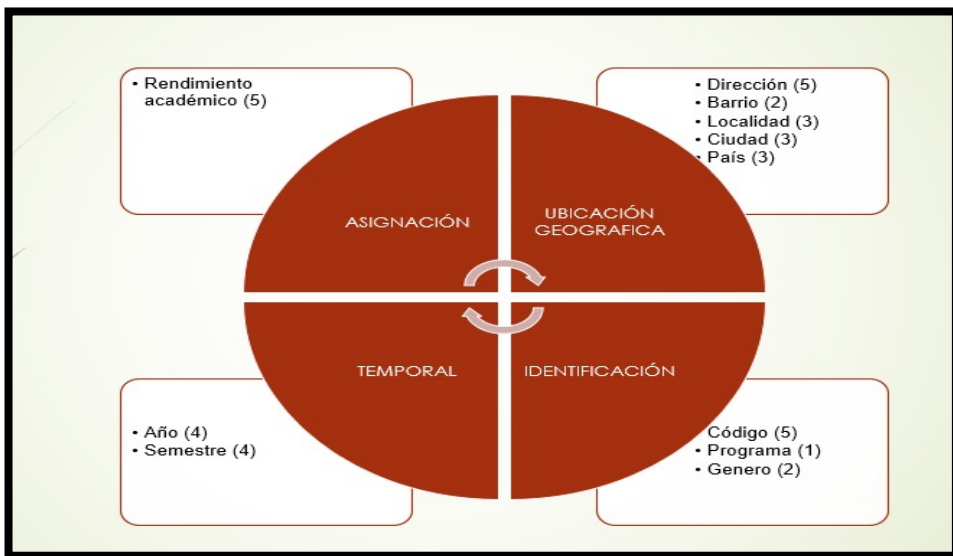 • Rendimiento
académico (5)
• Dirección (5)
• Barrio (2)
• Localidad (3)
• Ciudad (3)
• País (3)
ASIGNACIÓN
UBICACIÓN
GEOGRAFICA
TEMPORAL
IDENTIFICACIÓN
• Año (4)
• Semestre (4)
Código (5)
• Programa (1)
• Genero (2)